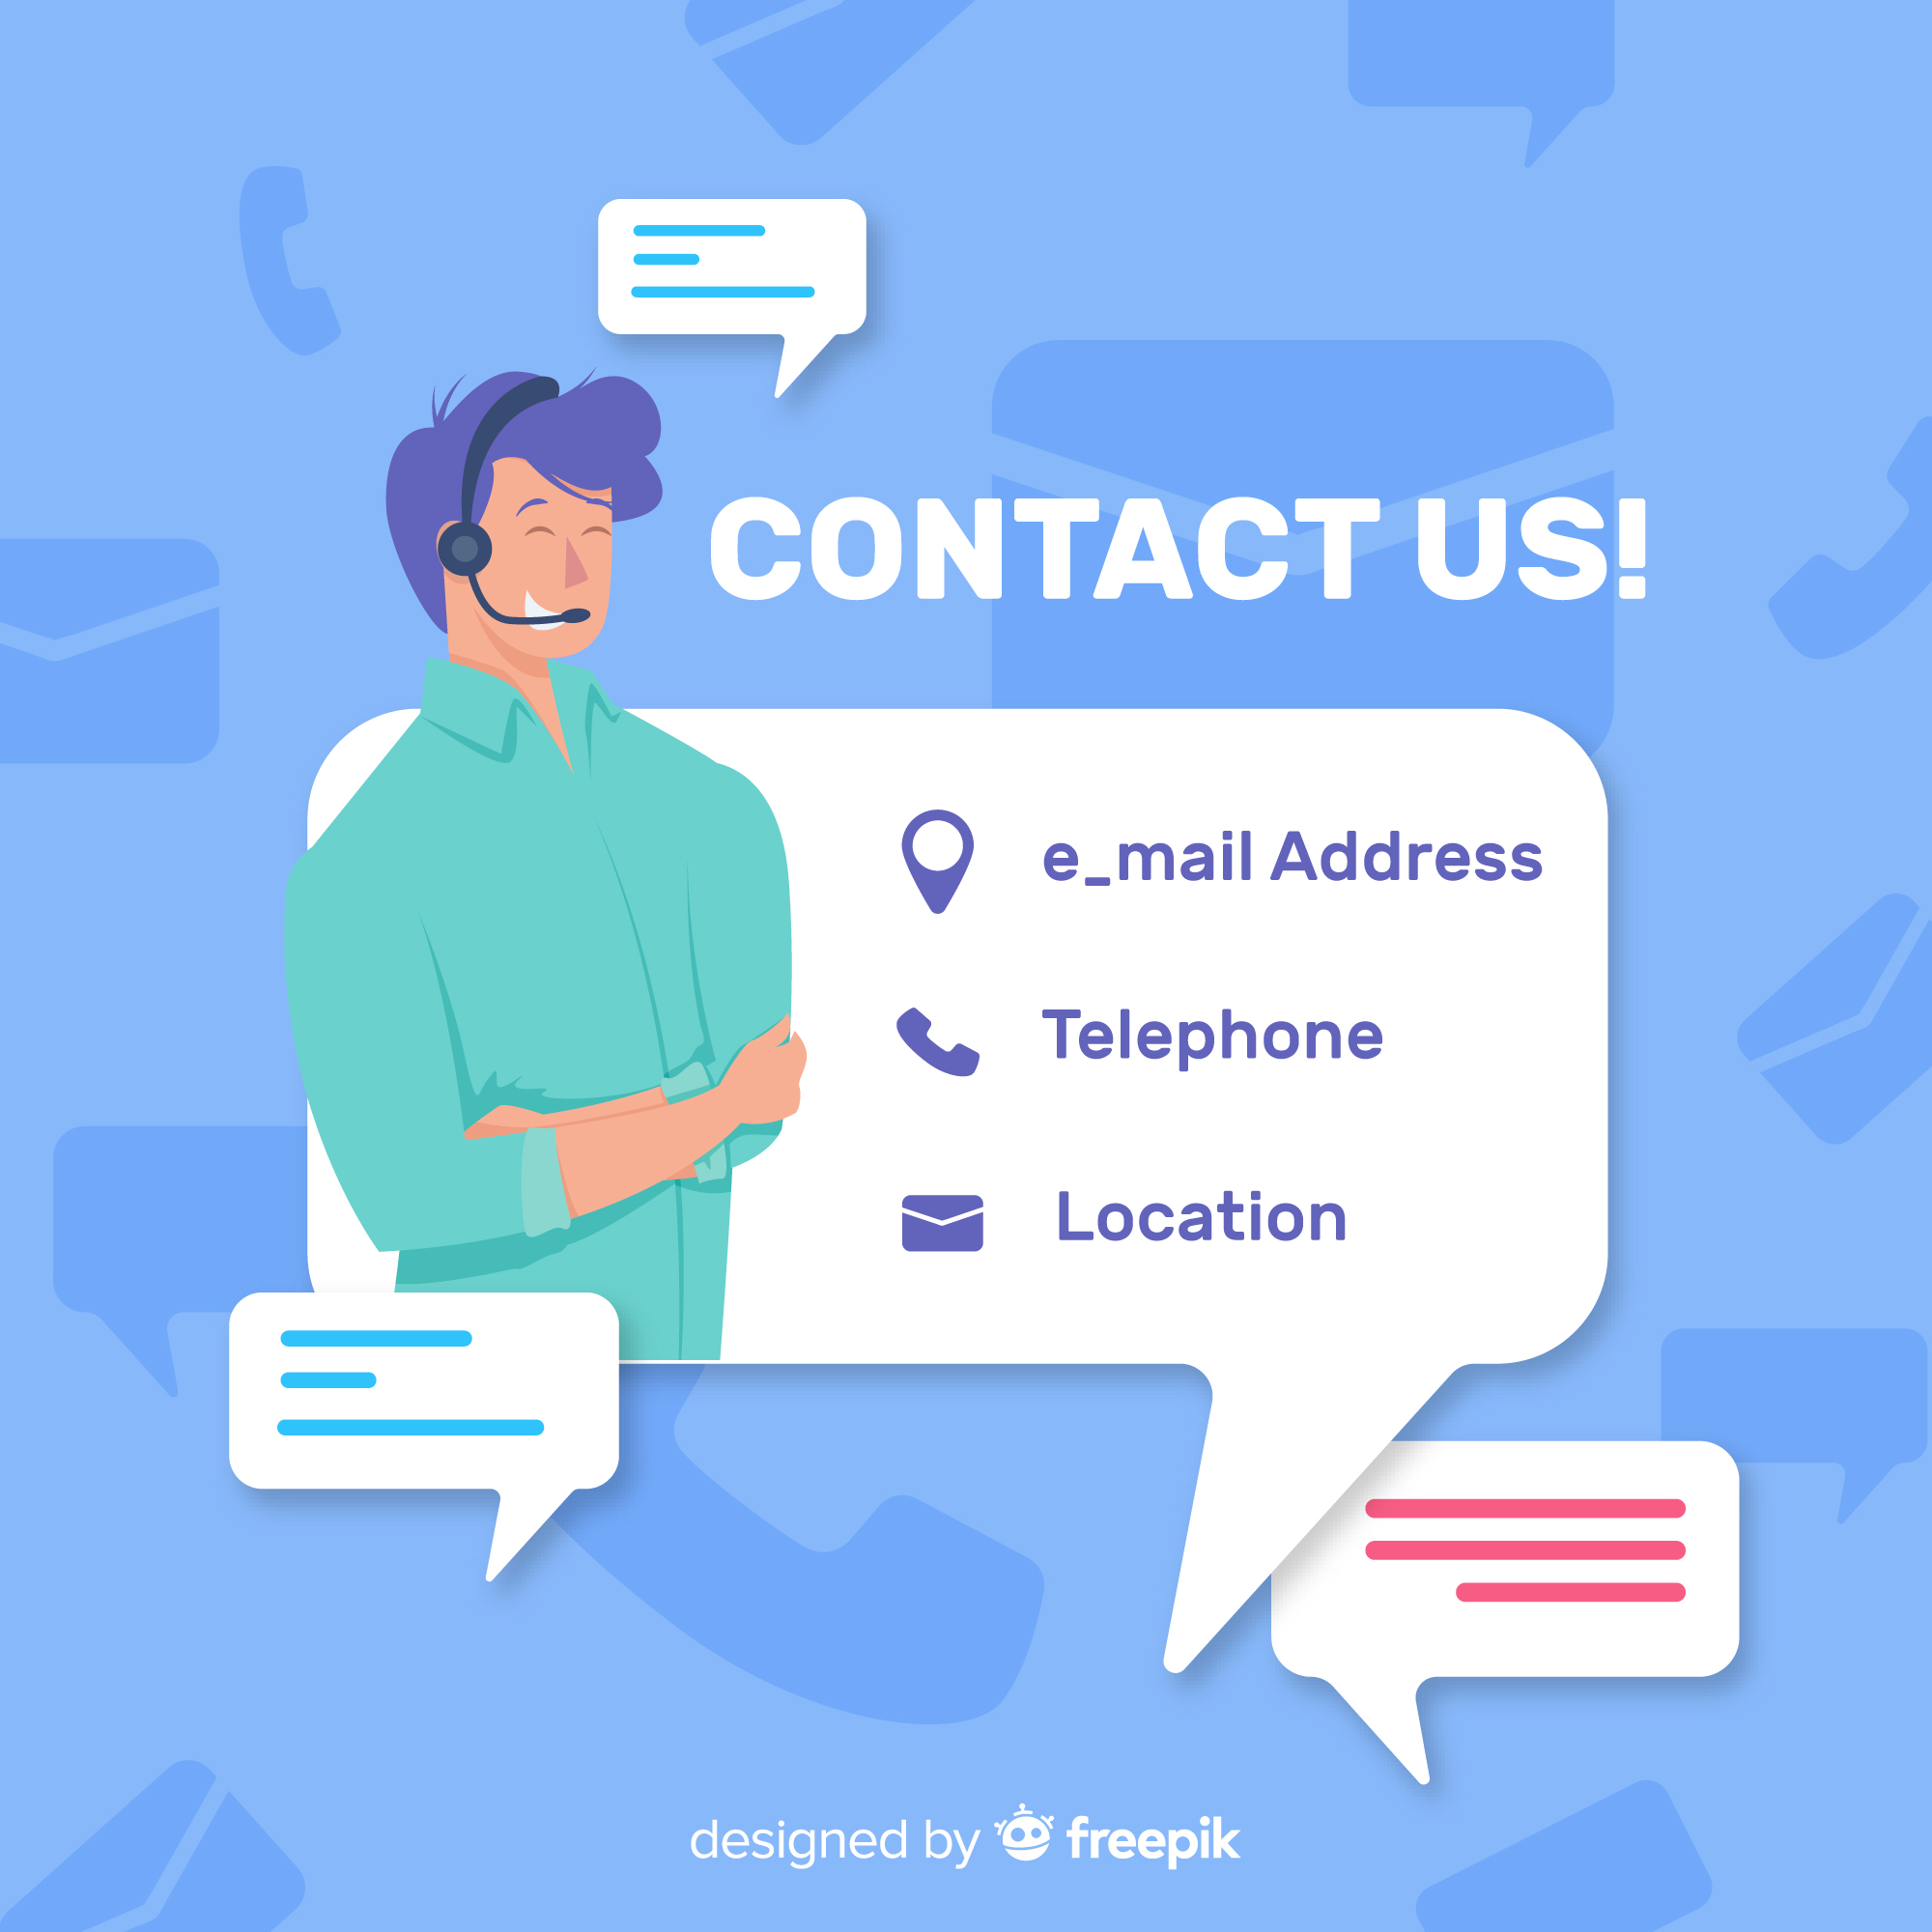 CONTACT US!
e_mail Address
Telephone
Location
designed by freepik